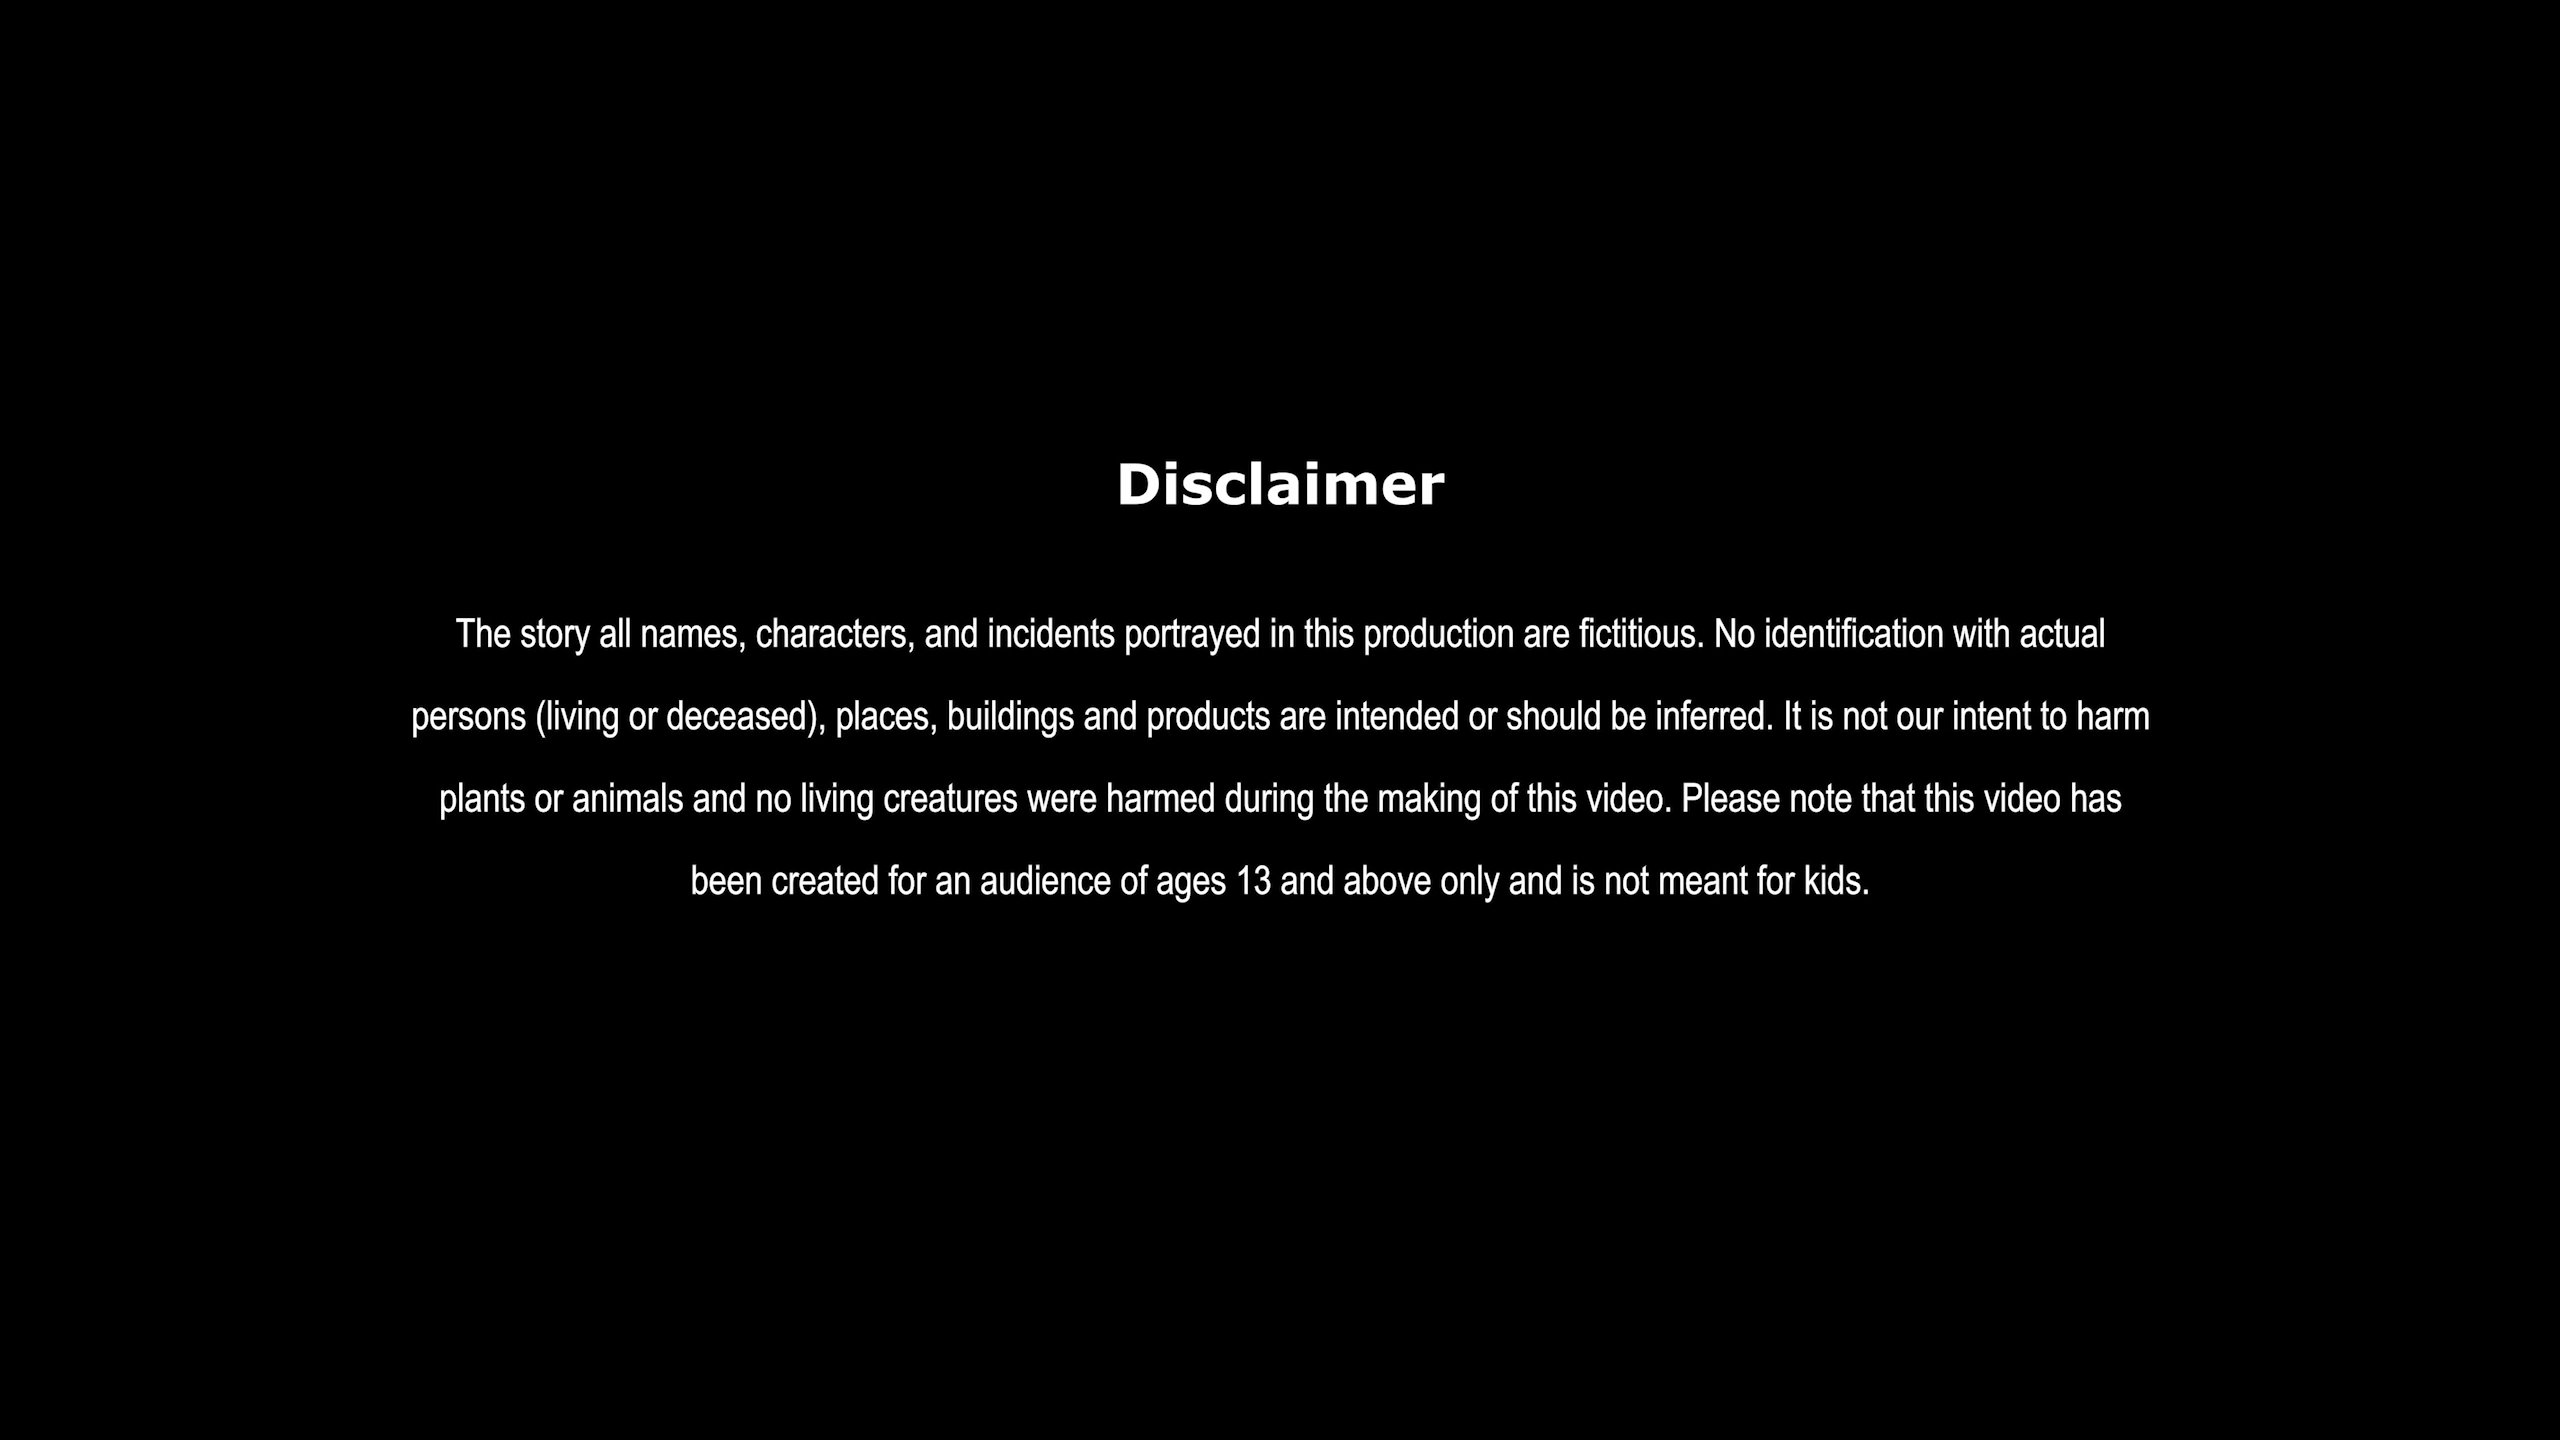 Disclaimer
The story all names, characters, and incidents portrayed in this production are fictitious. No identification with actual
persons (living or deceased), places, buildings and products are intended or should be inferred. It is not our intent to harm
plants or animals and no living creatures were harmed during the making of this video. Please note that this video has
been created for an audience of ages 13 and above only and is not meant for kids.